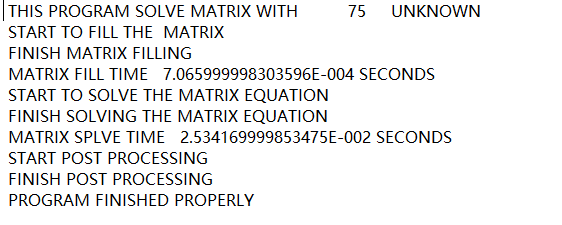 THIS PROGRAM SOLVE MATRIX WITH 75 UNKNOWN
START TO FILL THE MATRIX
FINISH MATRIX FILLING
MATRIX FILL TIME 7.065999998303596E-004 SECONDS
START TO SOLVE THE MATRIX EQUATION
FINISH SOLVING THE MATRIX EQUATION
MATRIX SPLVE TIME 2.534169999853475E-002 SECONDS
START POST PROCESSING
FINISH POST PROCESSING
PROGRAM FINISHED PROPERLY